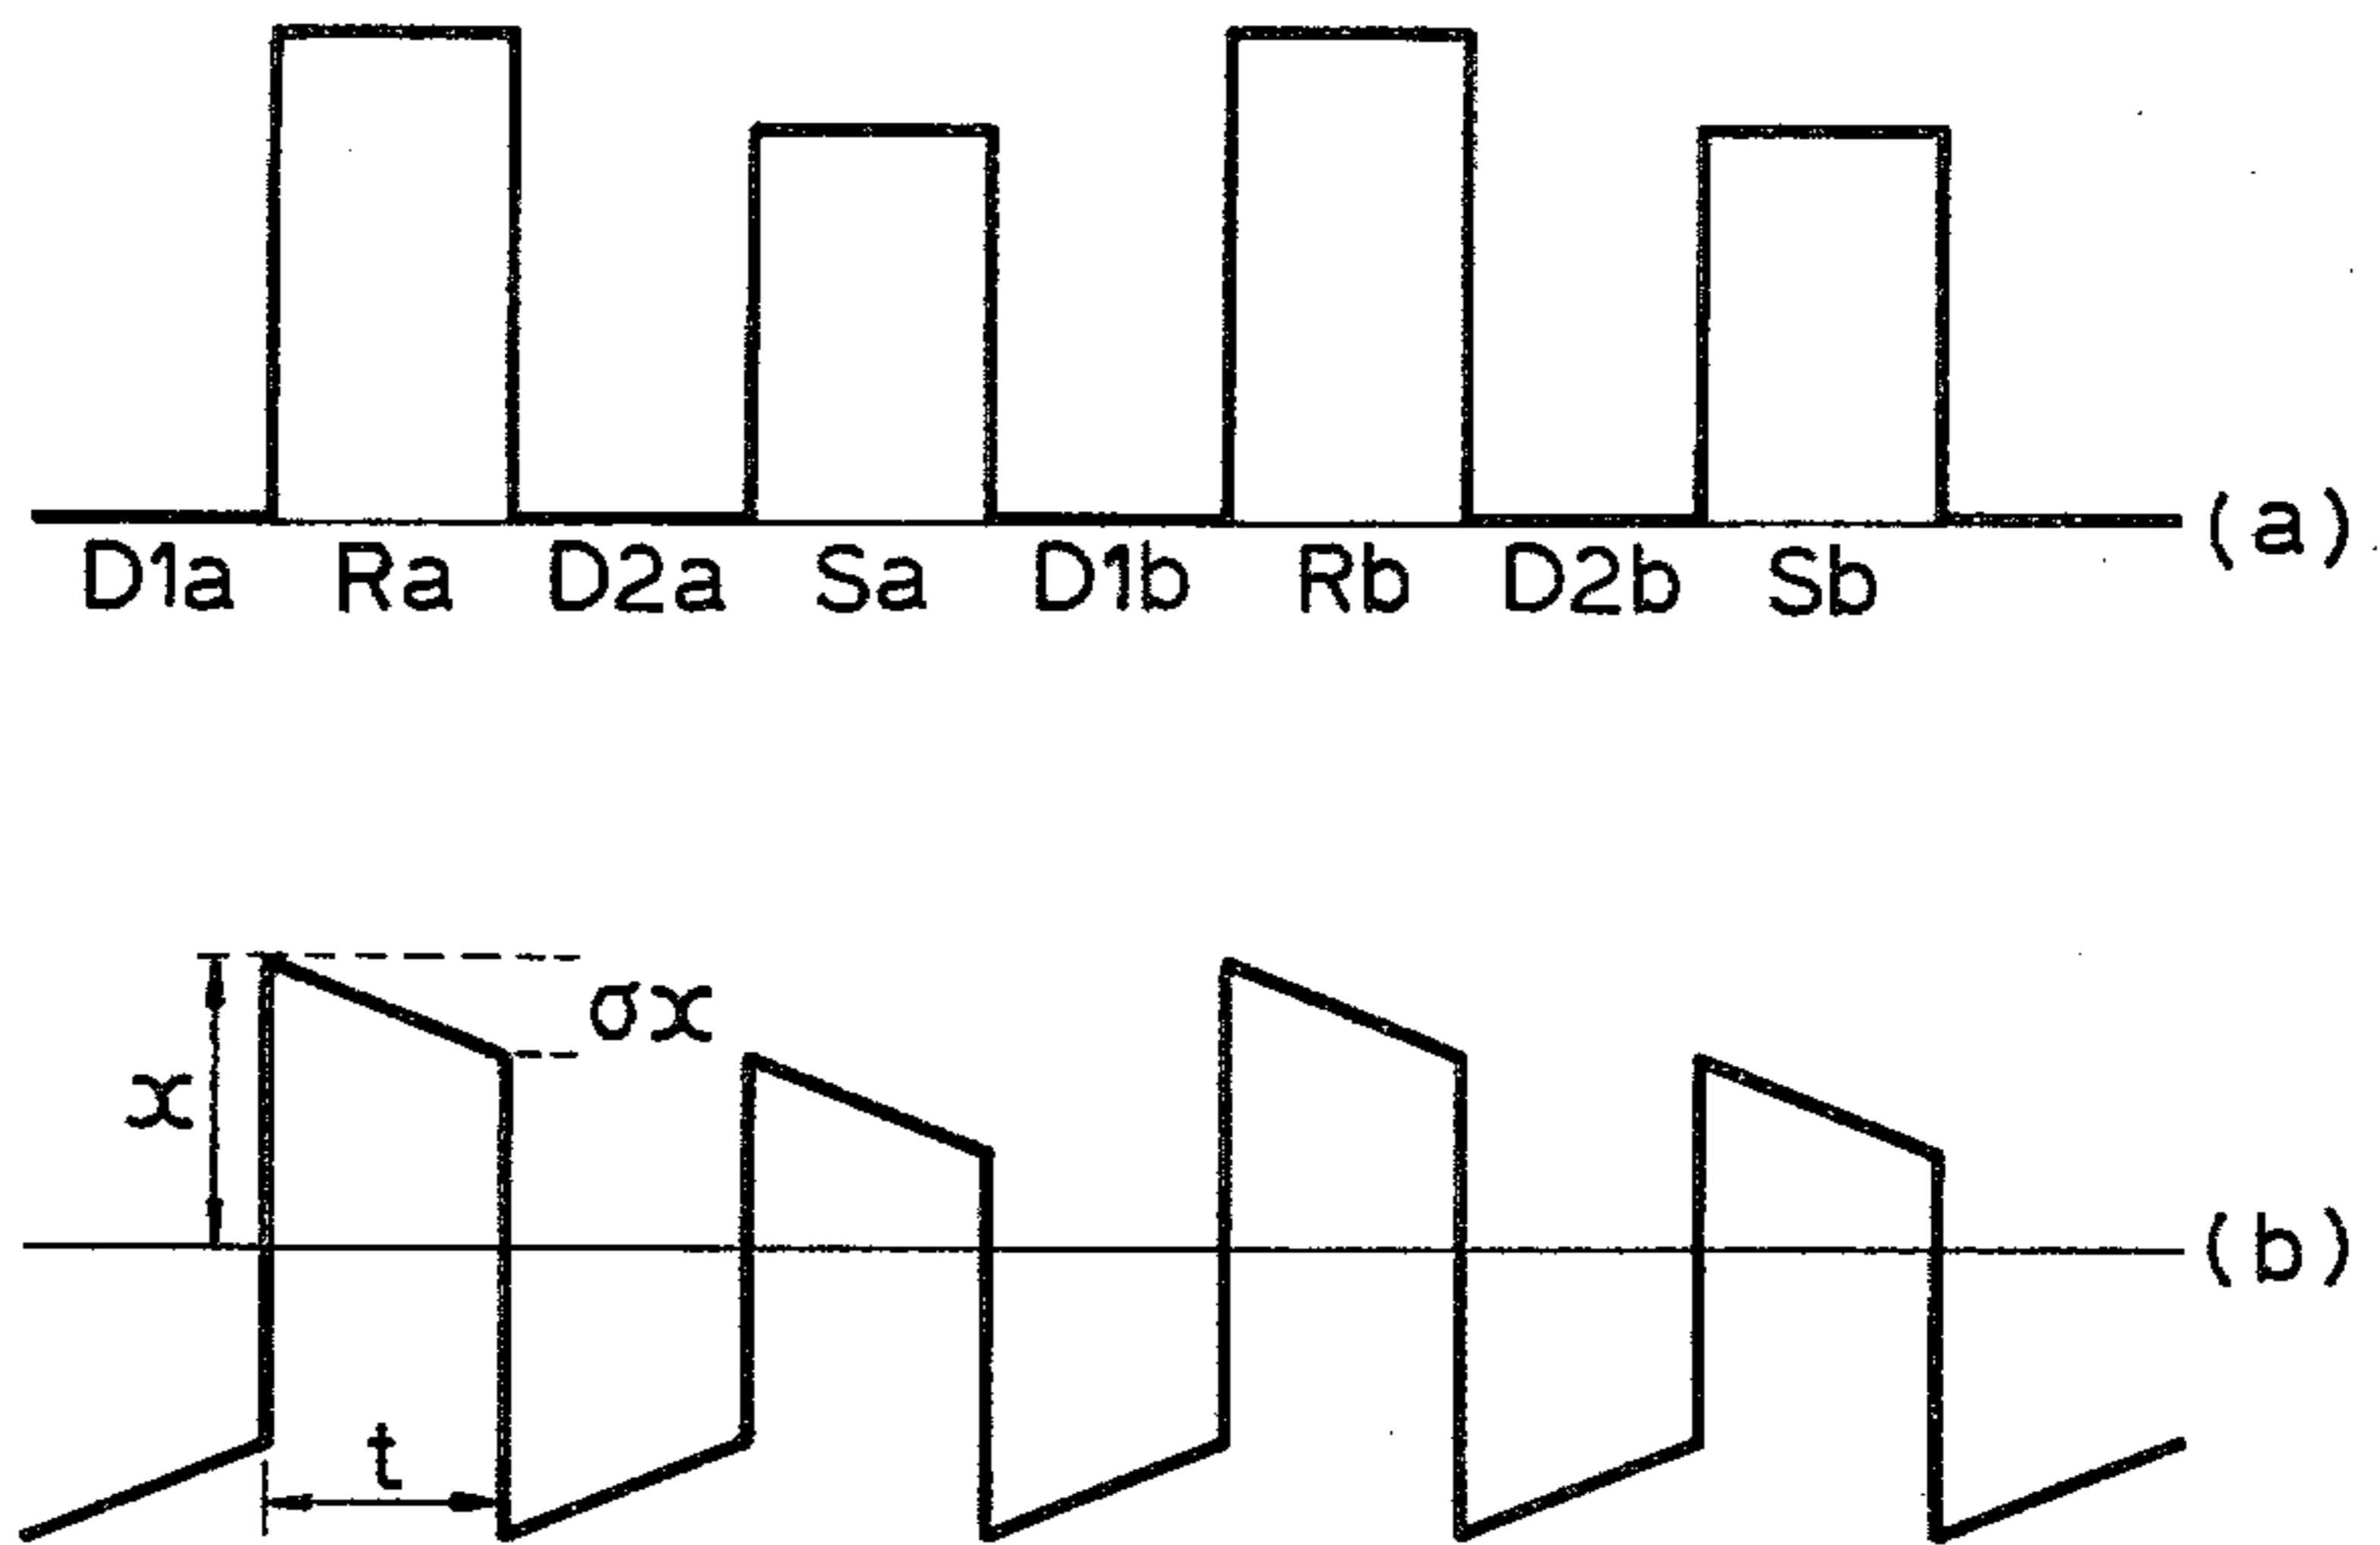 D1a Ra D2a Sa D1b Rb D2b Sb (a)
σx
x
(b)
t